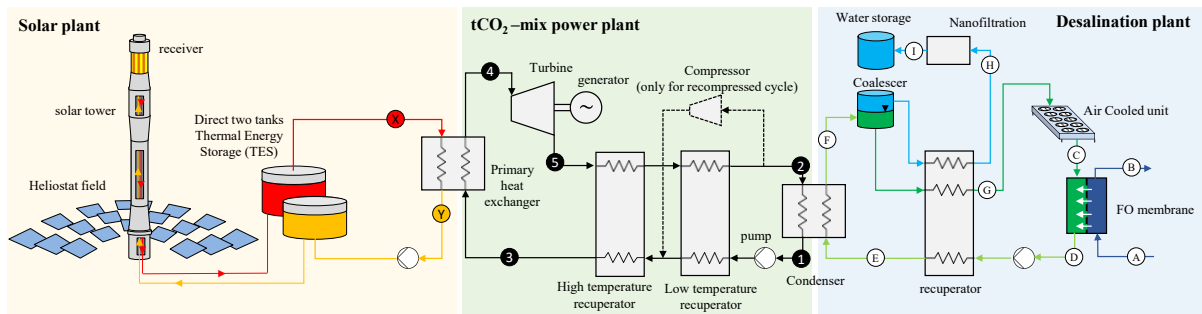 Solar plant
receiver
solar tower
Direct two tanks
Thermal Energy
Storage (TES)
Heliostat field
X
Y
tCO₂ –mix power plant
4
Turbine
generator
Compressor
(only for recompressed cycle)
5
2
Primary
heat
exchanger
3
pump
1
High temperature
recuperator
Low temperature
recuperator
Condenser
Desalination plant
Water storage
I
Nanofiltration
H
Coalescer
F
Air Cooled unit
C
B
G
FO membrane
E
D
A
recuperator
~